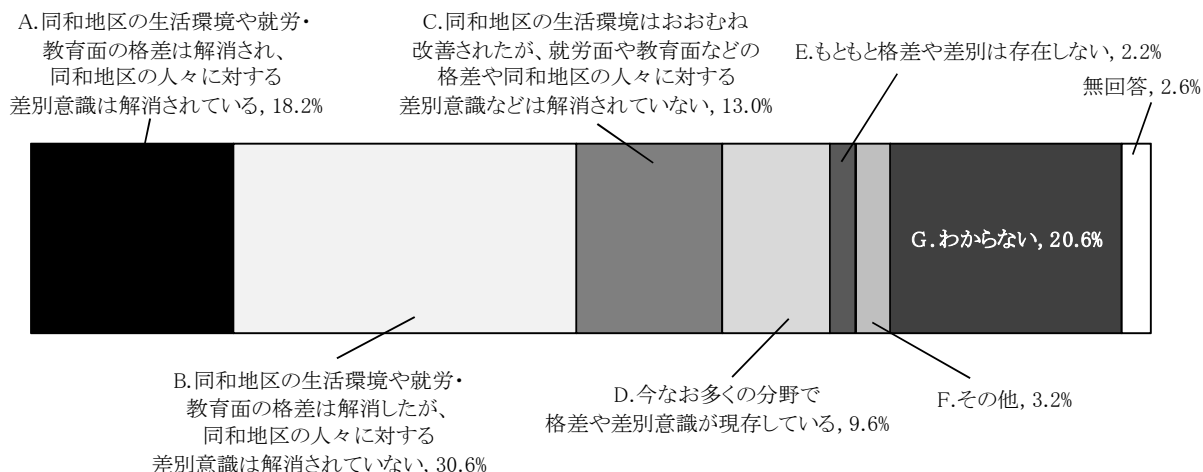 A.同和地区の生活環境や就労・
教育面の格差は解消され、
同和地区の人々に対する
差別意識は解消されている, 18.2%
C.同和地区の生活環境はおおむね
改善されたが、就労面や教育面などの
格差や同和地区の人々に対する
差別意識などは解消されていない, 13.0%
E.もともと格差や差別は存在しない, 2.2%
無回答, 2.6%
G.わからない, 20.6%
B.同和地区の生活環境や就労・
教育面の格差は解消したが、
同和地区の人々に対する
差別意識は解消されていない, 30.6%
D.今なお多くの分野で
格差や差別意識が現存している, 9.6%
F.その他, 3.2%